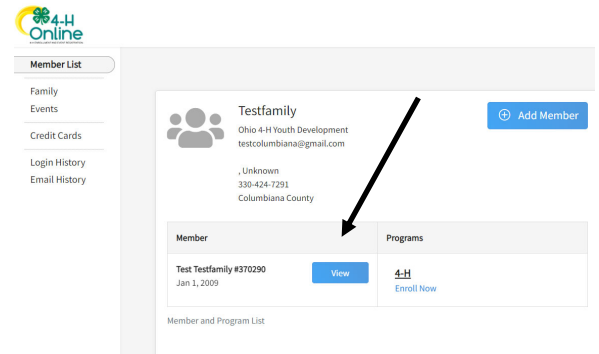 4-H
Online
Member List
Family
Events
Credit Cards
Login History
Email History
Testfamily
Ohio 4-H Youth Development
testcolumbiana@gmail.com
, Unknown
330-424-7291
Columbiana County
Add Member
Member
Programs
Test Testfamily #370290
Jan 1, 2009
View
4-H
Enroll Now
Member and Program List